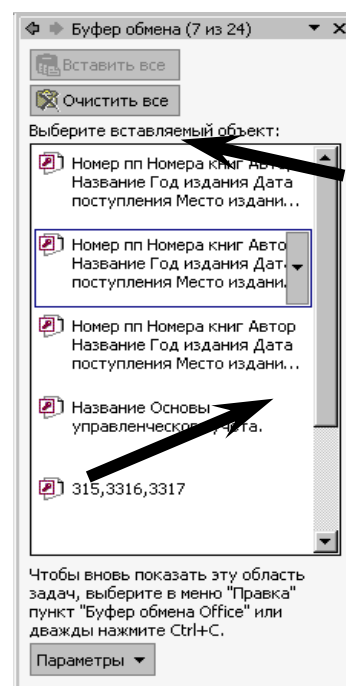 Буфер обмена (7 из 24)
Вставить все
Очистить все
Выберите вставляемый объект:
Номер пп Номера книг Автор
Название Год издания Дата
поступления Место издани...
Номер пп Номера книг Авто
Название Год издания Дат
поступления Место издани.
Номер пп Номера книг Автор
Название Год издания Дата
поступления Место издани...
Название Основы
управленческого учета.
315,3316,3317
Чтобы вновь показать эту область
задач, выберите в меню "Правка"
пункт "Буфер обмена Office" или
дважды нажмите Ctrl+C.
Параметры